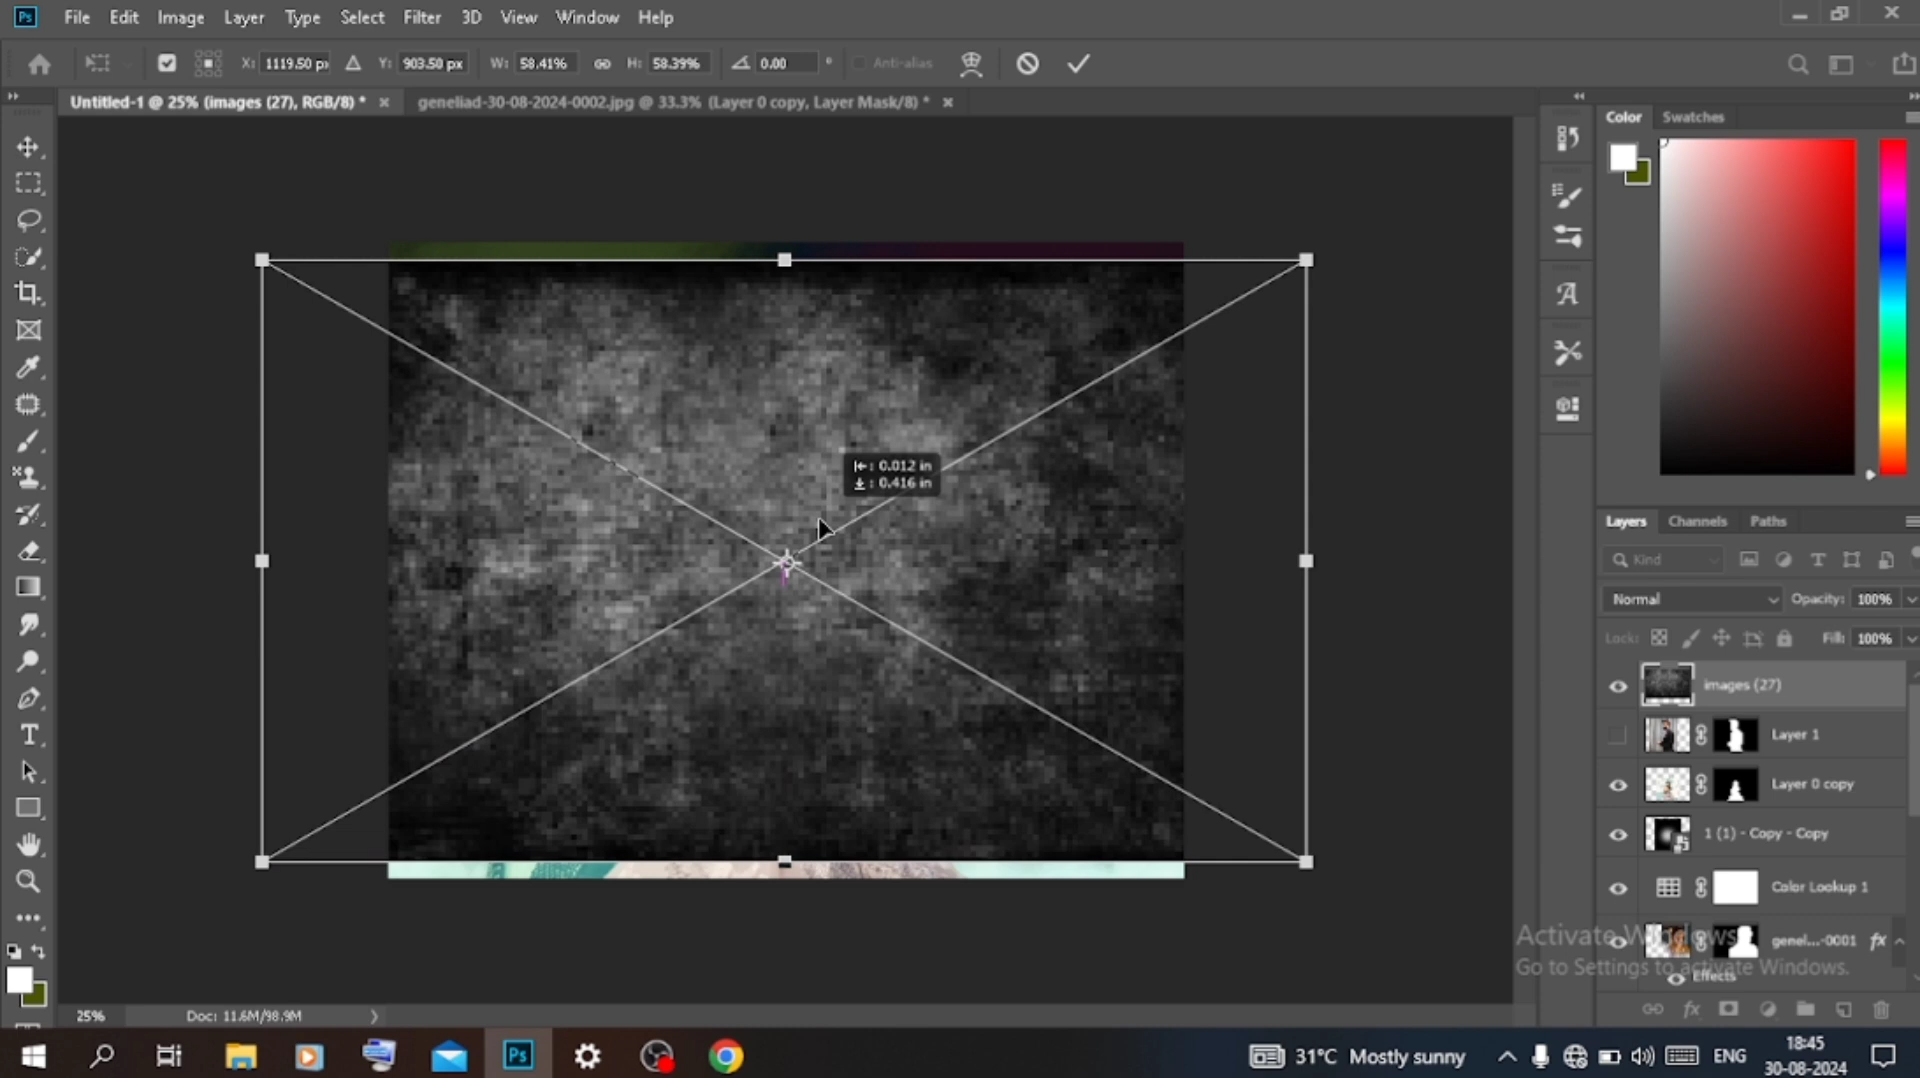 Ps File Edit Image Layer Type Select Filter 3D View Window Help
X: 1119.50 px Δ Y: 903.50 px W: 58.41% H: 58.39% 0.00 ° Anti-alias
Untitled-1 @ 25% (images (27), RGB/8) * × geneliad-30-08-2024-0002.jpg @ 33.3% (Layer 0 copy, Layer Mask/8) * ×
Color Swatches
: 0.012 in
: 0.416 in
Layers Channels Paths
Kind
Normal Opacity: 100%
Lock: Fill: 100%
images (27)
Layer 1
Layer 0 copy
1 (1) - Copy - Copy
Color Lookup 1
genel...-0001 fx
Effects
Activate Windows
Go to Settings to activate Windows.
25% Doc: 11.6M/98.9M
Ps 31°C Mostly sunny ENG 18:45
30-08-2024